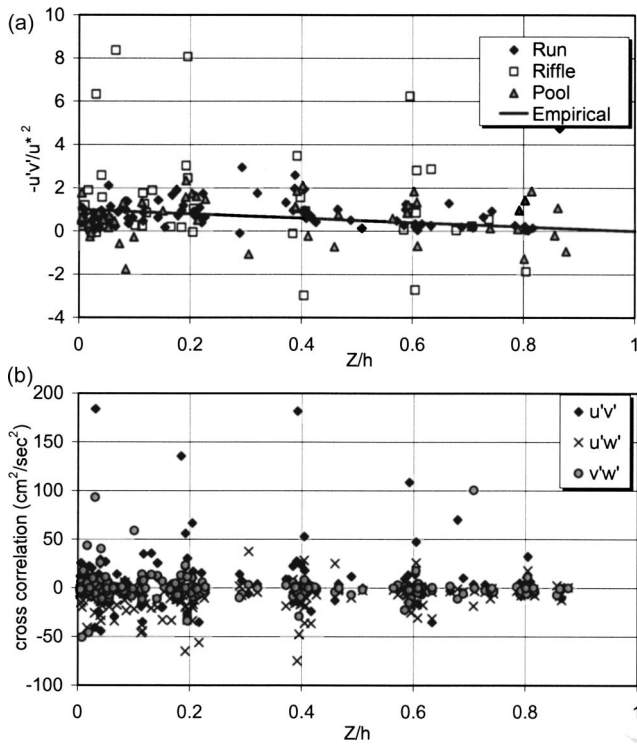 (a)
10
8
6
4
2
0
-2
-4
-u'v'/u* 2
Run
Riffle
Pool
Empirical
0 0.2 0.4 0.6 0.8 1
Z/h
(b)
200
150
100
50
0
-50
-100
cross correlation (cm2/sec2)
u'v'
u'w'
v'w'
0 0.2 0.4 0.6 0.8 1
Z/h